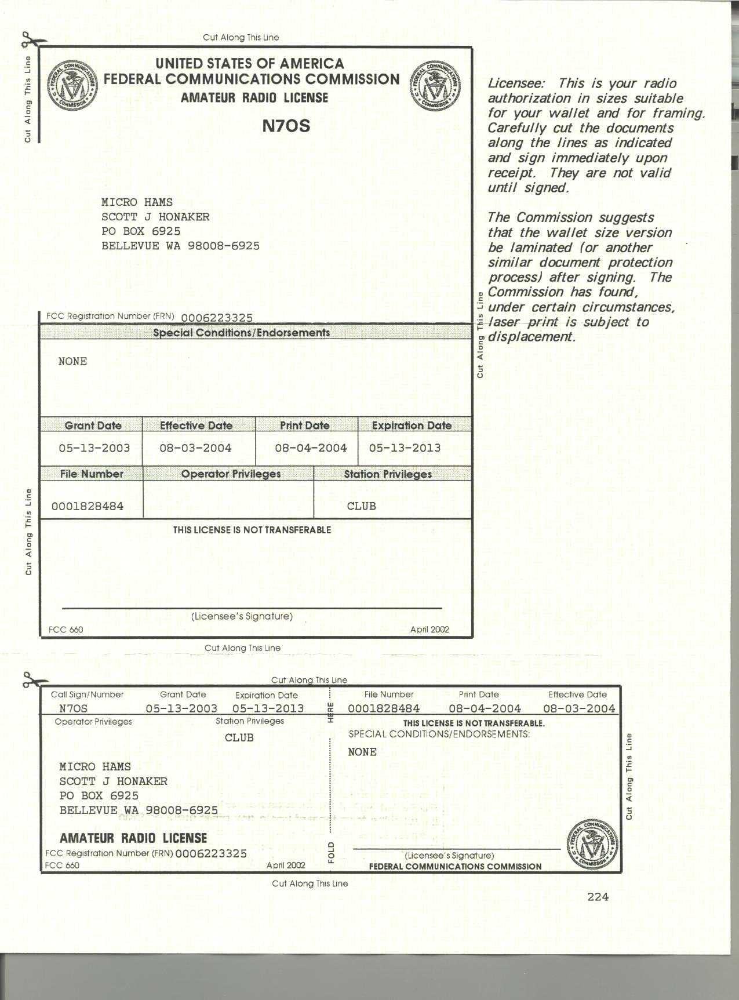 Cut Along This Line
Cut Along This Line
UNITED STATES OF AMERICA
FEDERAL COMMUNICATIONS COMMISSION
AMATEUR RADIO LICENSE
N7OS
FEDERAL COMMUNICATIONS COMMISSION U S
FEDERAL COMMUNICATIONS COMMISSION U S
MICRO HAMS
SCOTT J HONAKER
PO BOX 6925
BELLEVUE WA 98008-6925
FCC Registration Number (FRN) 0006223325
Special Conditions/Endorsements
NONE
Grant Date Effective Date Print Date Expiration Date
05-13-2003 08-03-2004 08-04-2004 05-13-2013
File Number Operator Privileges Station Privileges
0001828484 CLUB
THIS LICENSE IS NOT TRANSFERABLE
Cut Along This Line
(Licensee's Signature)
FCC 660 April 2002
Cut Along This Line
Cut Along This Line
Licensee: This is your radio
authorization in sizes suitable
for your wallet and for framing.
Carefully cut the documents
along the lines as indicated
and sign immediately upon
receipt. They are not valid
until signed.
The Commission suggests
that the wallet size version
be laminated (or another
similar document protection
process) after signing. The
Commission has found,
under certain circumstances,
laser print is subject to
displacement.
Cut Along This Line
Call Sign/Number Grant Date Expiration Date
N7OS 05-13-2003 05-13-2013
Operator Privileges Station Privileges
CLUB
MICRO HAMS
SCOTT J HONAKER
PO BOX 6925
BELLEVUE WA 98008-6925
AMATEUR RADIO LICENSE
FCC Registration Number (FRN) 0006223325
FCC 660 April 2002
FOLD HERE
File Number Print Date Effective Date
0001828484 08-04-2004 08-03-2004
THIS LICENSE IS NOT TRANSFERABLE.
SPECIAL CONDITIONS/ENDORSEMENTS:
NONE
(Licensee's Signature)
FEDERAL COMMUNICATIONS COMMISSION
FEDERAL COMMUNICATIONS COMMISSION U S
Cut Along This Line
Cut Along This Line
224